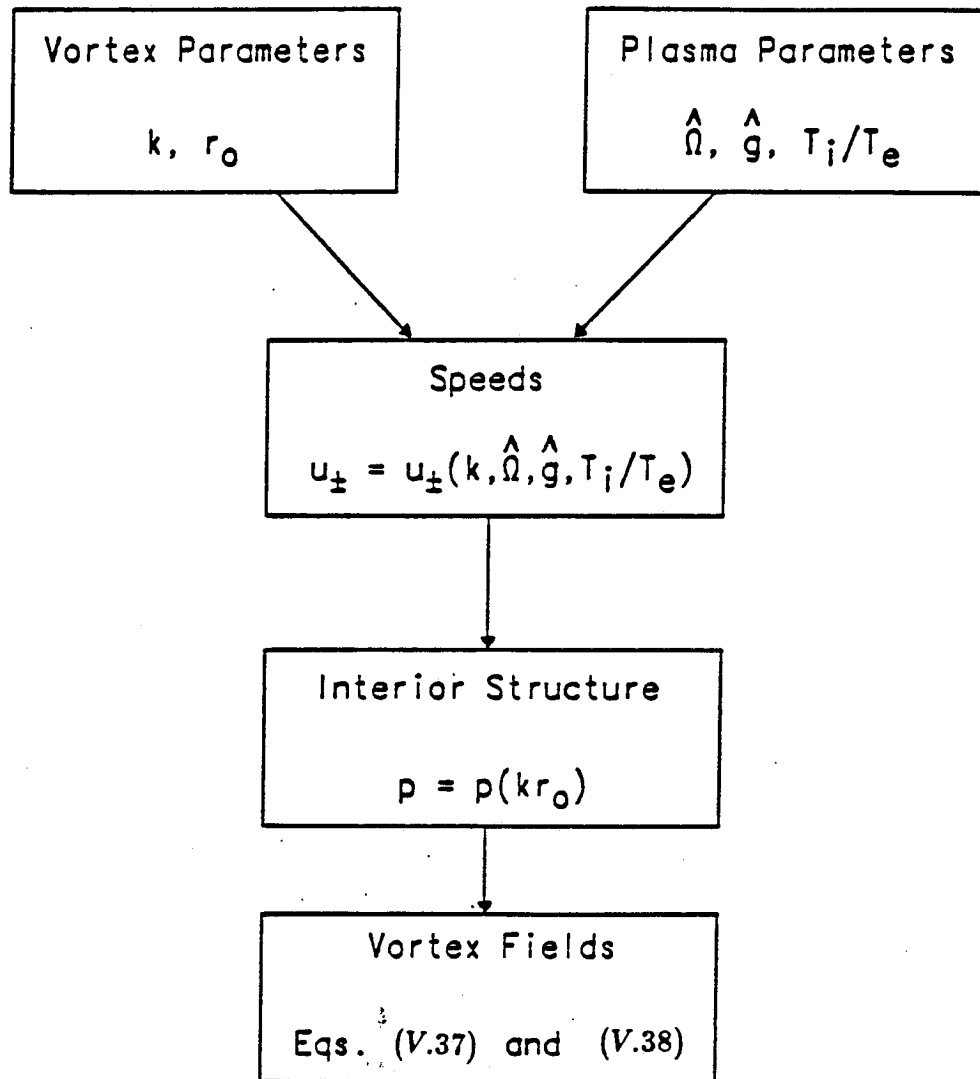 Vortex Parameters
k, r₀
Plasma Parameters
Ω̂, ĝ, Tᵢ/Tₑ
Speeds
u± = u±(k,Ω̂,ĝ,Tᵢ/Tₑ)
Interior Structure
p = p(kr₀)
Vortex Fields
Eqs. (V.37) and (V.38)